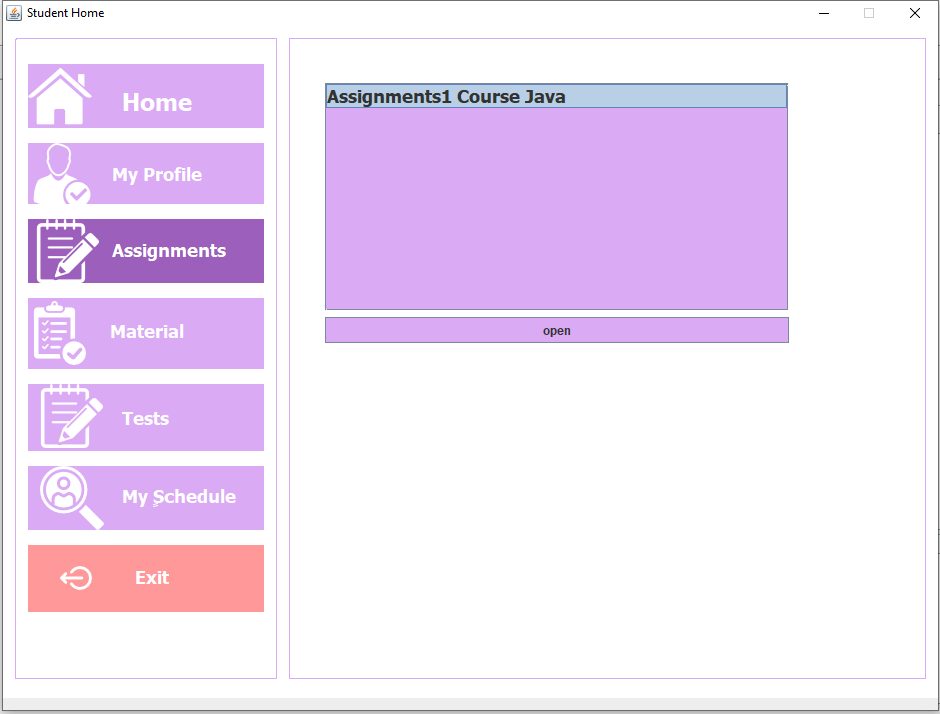 Student Home
Home
My Profile
Assignments
Material
Tests
My Schedule
Exit
Assignments1 Course Java
open